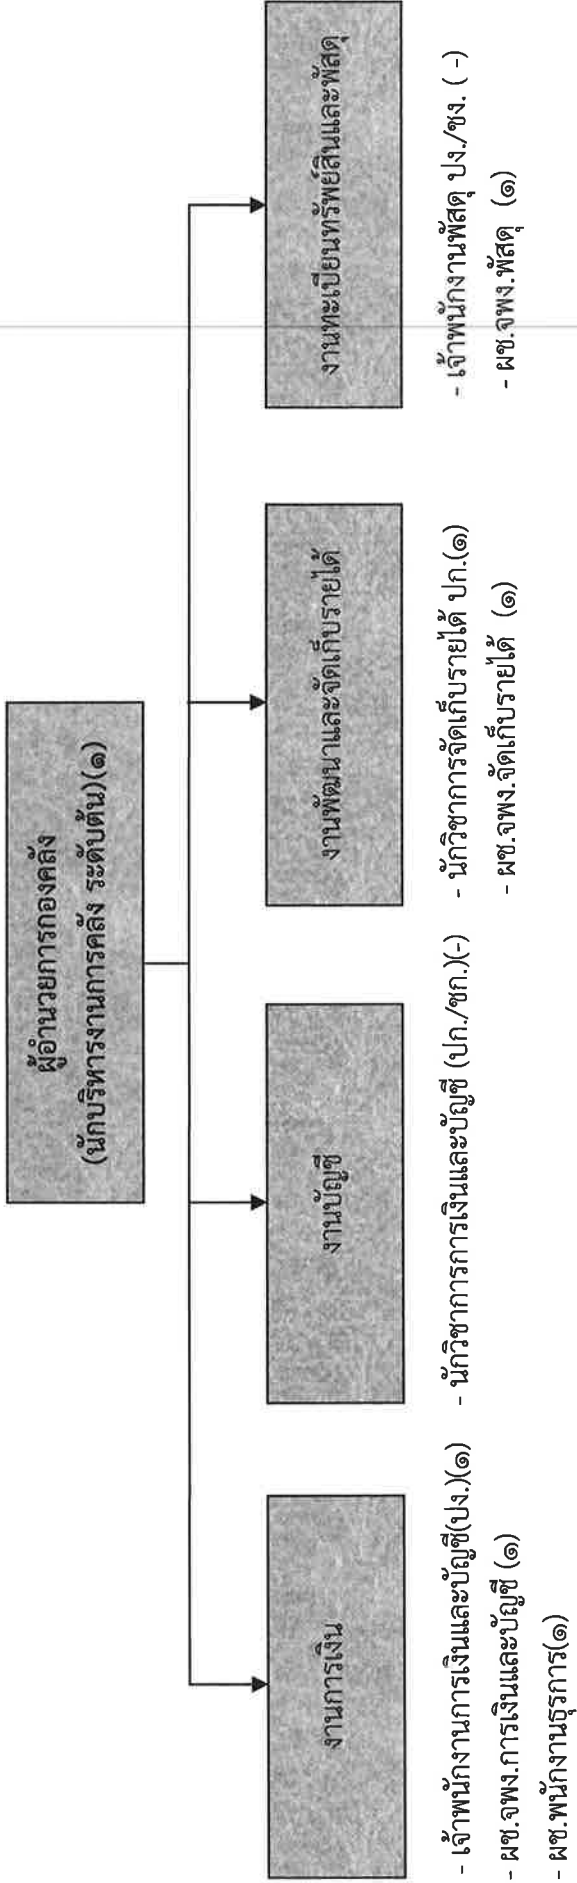 ผู้อำนวยการกองคลัง
(นักบริหารงานการคลัง ระดับต้น)(๑)
งานการเงิน
งานบัญชี
งานพัฒนาและจัดเก็บรายได้
งานทะเบียนทรัพย์สินและพัสดุ
- เจ้าพนักงานการเงินและบัญชี(ปง.)(๑)
- ผช.จพง.การเงินและบัญชี (๑)
- ผช.พนักงานธุรการ(๑)
- นักวิชาการการเงินและบัญชี (ปก./ชก.)(-)
- นักวิชาการจัดเก็บรายได้ ปก.(๑)
- ผช.จพง.จัดเก็บรายได้ (๑)
- เจ้าพนักงานพัสดุ ปง./ชง. ( -)
- ผช.จพง.พัสดุ (๑)